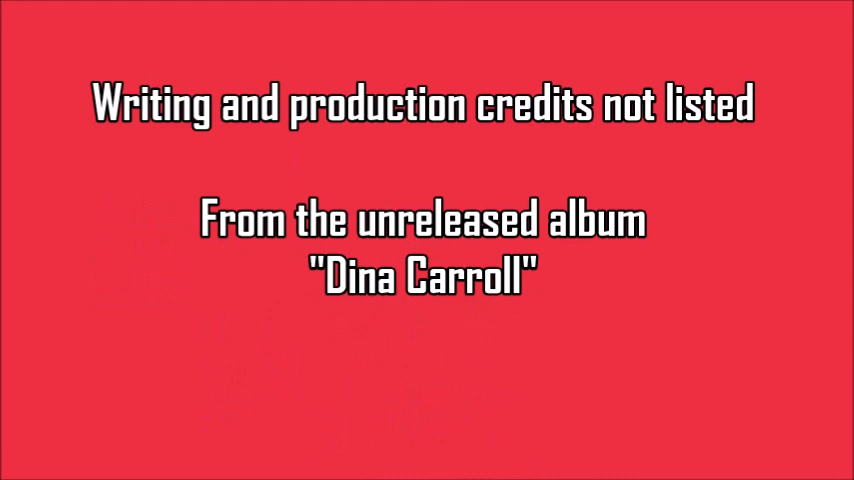 Writing and production credits not listed
From the unreleased album
"Dina Carroll"